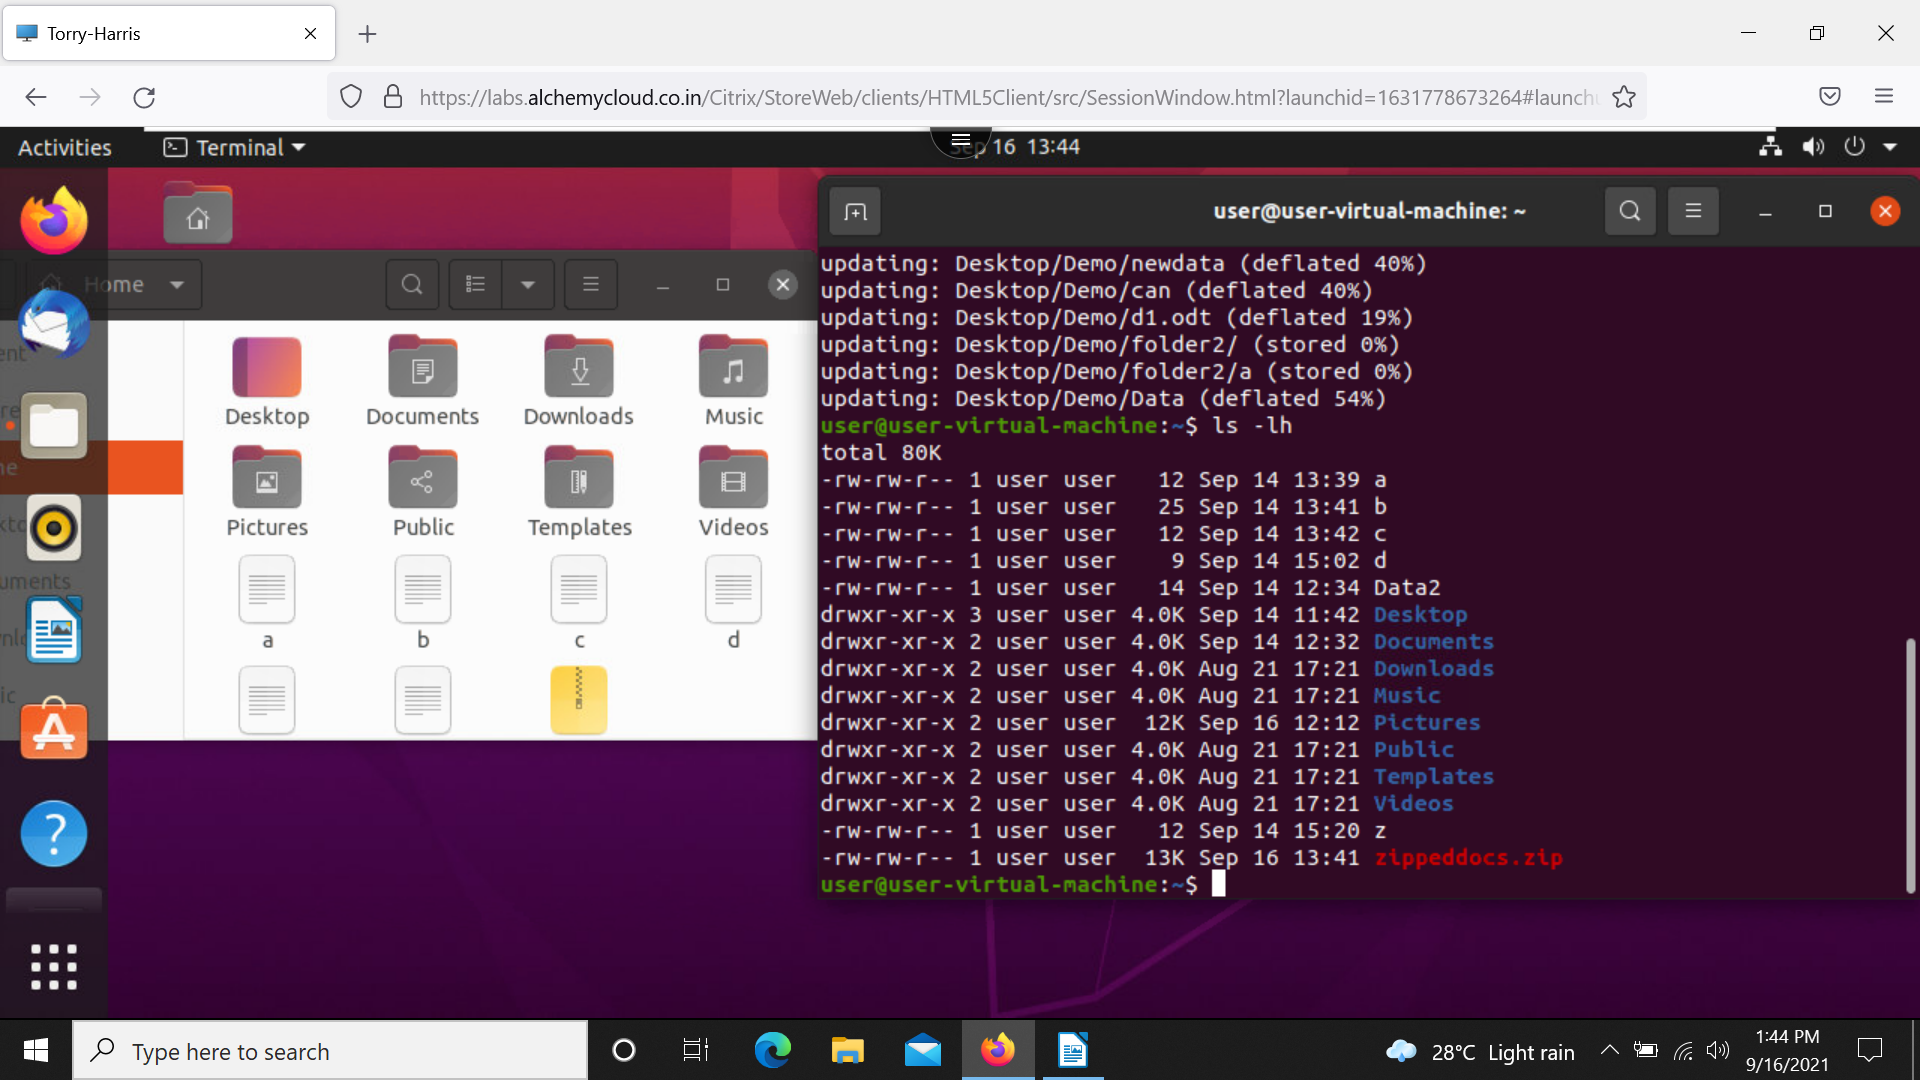 Torry-Harris
https://labs.alchemycloud.co.in/Citrix/StoreWeb/clients/HTML5Client/src/SessionWindow.html?launchid=1631778673264#launch
Activities
Terminal
16 13:44
user@user-virtual-machine: ~
Home
Desktop
Documents
Downloads
Music
Pictures
Public
Templates
Videos
a
b
c
d
updating: Desktop/Demo/newdata (deflated 40%)
updating: Desktop/Demo/can (deflated 40%)
updating: Desktop/Demo/d1.odt (deflated 19%)
updating: Desktop/Demo/folder2/ (stored 0%)
updating: Desktop/Demo/folder2/a (stored 0%)
updating: Desktop/Demo/Data (deflated 54%)
user@user-virtual-machine:~$ ls -lh
total 80K
-rw-rw-r-- 1 user user 12 Sep 14 13:39 a
-rw-rw-r-- 1 user user 25 Sep 14 13:41 b
-rw-rw-r-- 1 user user 12 Sep 14 13:42 c
-rw-rw-r-- 1 user user 9 Sep 14 15:02 d
-rw-rw-r-- 1 user user 14 Sep 14 12:34 Data2
drwxr-xr-x 3 user user 4.0K Sep 14 11:42 Desktop
drwxr-xr-x 2 user user 4.0K Sep 14 12:32 Documents
drwxr-xr-x 2 user user 4.0K Aug 21 17:21 Downloads
drwxr-xr-x 2 user user 4.0K Aug 21 17:21 Music
drwxr-xr-x 2 user user 12K Sep 16 12:12 Pictures
drwxr-xr-x 2 user user 4.0K Aug 21 17:21 Public
drwxr-xr-x 2 user user 4.0K Aug 21 17:21 Templates
drwxr-xr-x 2 user user 4.0K Aug 21 17:21 Videos
-rw-rw-r-- 1 user user 12 Sep 14 15:20 z
-rw-rw-r-- 1 user user 13K Sep 16 13:41 zippeddocs.zip
user@user-virtual-machine:~$
Type here to search
28°C Light rain
1:44 PM
9/16/2021